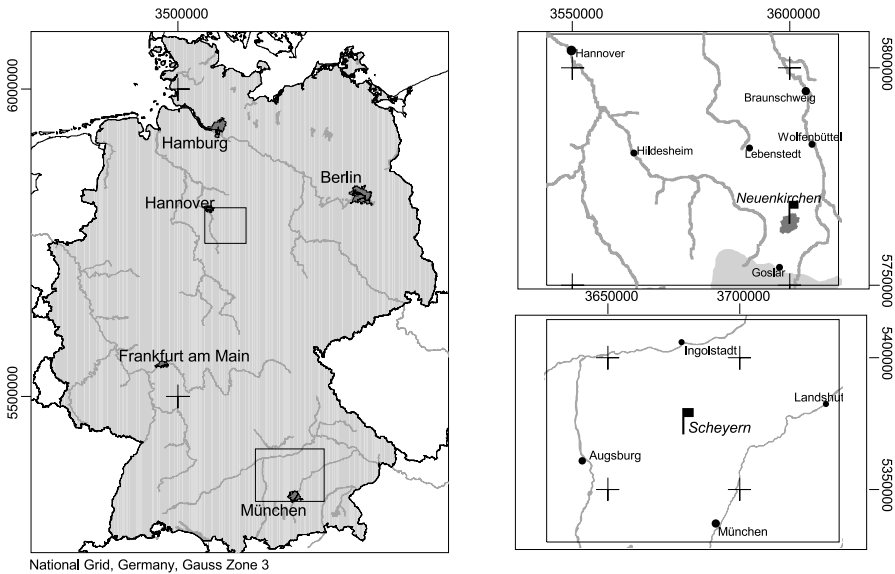 3500000
6000000
Hamburg
Berlin
Hannover
Frankfurt am Main
5500000
München
National Grid, Germany, Gauss Zone 3
3550000
3600000
Hannover
5800000
Braunschweig
Wolfenbüttel
Hildesheim
Lebenstedt
Neuenkirchen
Goslar
5750000
3650000
3700000
Ingolstadt
5400000
Landshut
Scheyern
Augsburg
5350000
München